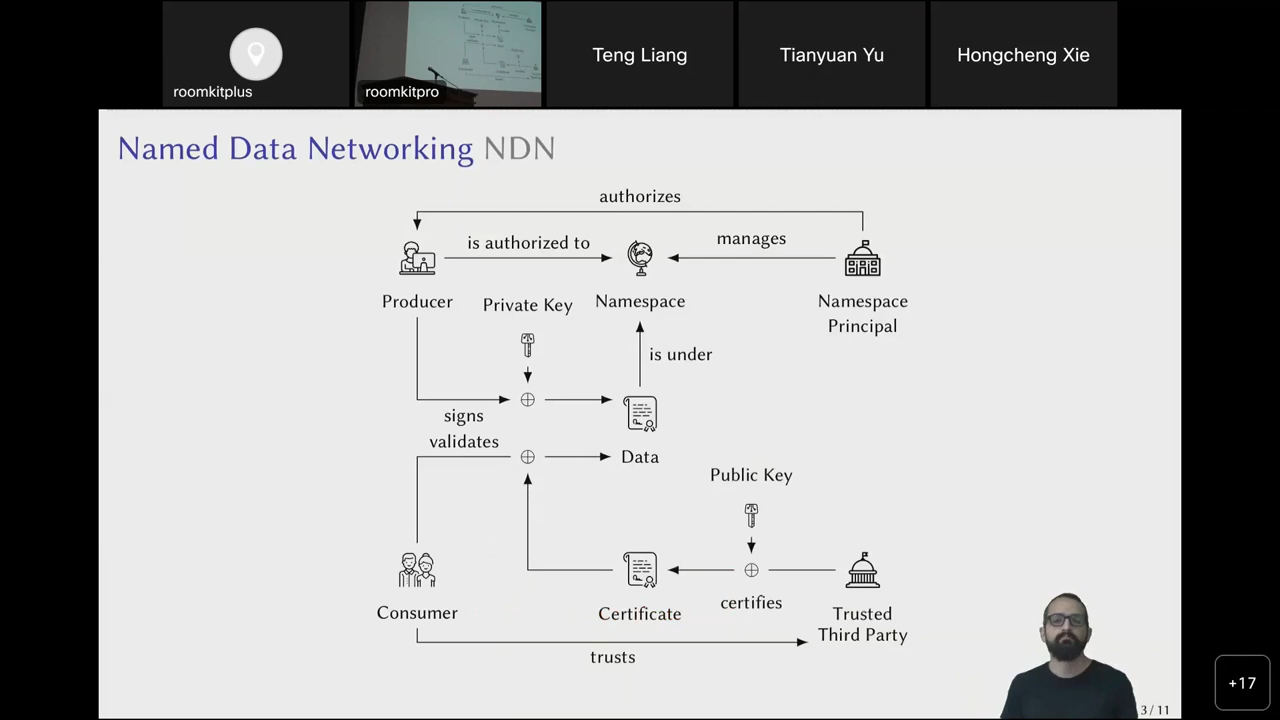 roomkitplus
roomkitpro
Teng Liang
Tianyuan Yu
Hongcheng Xie
Named Data Networking NDN
authorizes
is authorized to
manages
Producer
Private Key
Namespace
Namespace
Principal
is under
signs
validates
Data
Public Key
Consumer
Certificate
certifies
Trusted
Third Party
trusts
3 / 11
+17